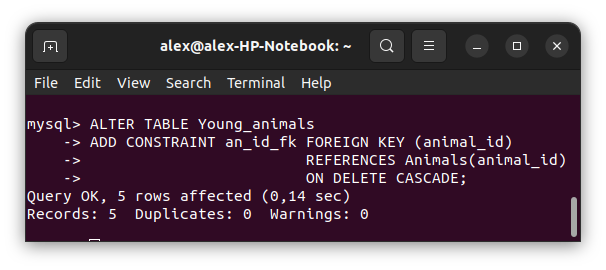 alex@alex-HP-Notebook: ~
File Edit View Search Terminal Help
mysql> ALTER TABLE Young_animals
    -> ADD CONSTRAINT an_id_fk FOREIGN KEY (animal_id)
    ->                         REFERENCES Animals(animal_id)
    ->                         ON DELETE CASCADE;
Query OK, 5 rows affected (0,14 sec)
Records: 5  Duplicates: 0  Warnings: 0